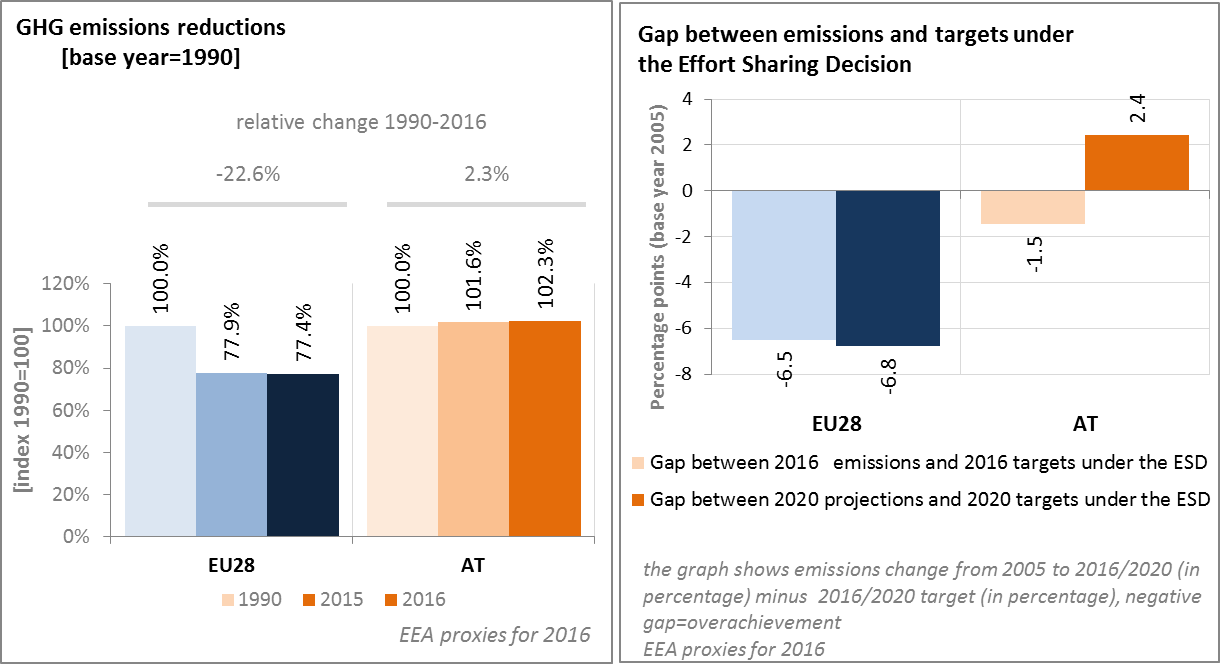 GHG emissions reductions
[base year=1990]
relative change 1990-2016
-22.6%
2.3%
100.0%
77.9%
77.4%
100.0%
101.6%
102.3%
[index 1990=100]
120%
100%
80%
60%
40%
20%
0%
EU28
AT
1990
2015
2016
EEA proxies for 2016
Gap between emissions and targets under
the Effort Sharing Decision
Percentage points (base year 2005)
4
2
0
-2
-4
-6
-8
-6.5
-6.8
-1.5
2.4
EU28
AT
Gap between 2016 emissions and 2016 targets under the ESD
Gap between 2020 projections and 2020 targets under the ESD
the graph shows emissions change from 2005 to 2016/2020 (in
percentage) minus 2016/2020 target (in percentage), negative
gap=overachievement
EEA proxies for 2016